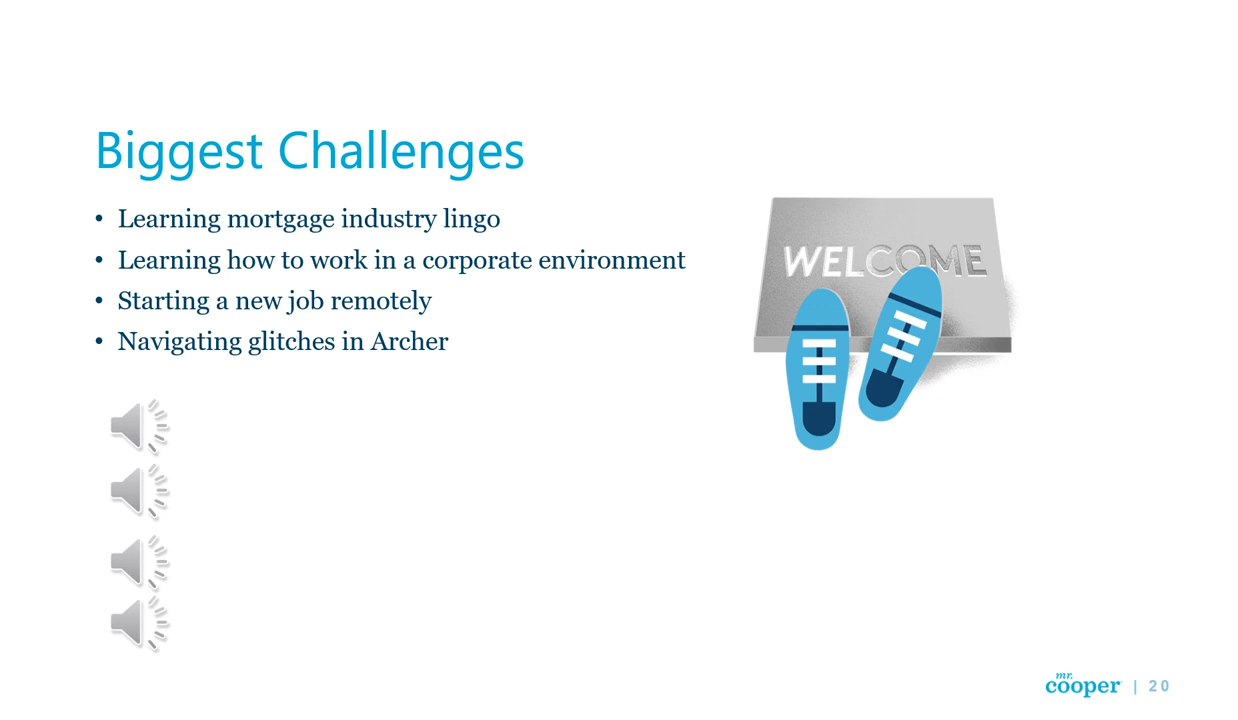 Biggest Challenges
• Learning mortgage industry lingo
• Learning how to work in a corporate environment
• Starting a new job remotely
• Navigating glitches in Archer
WELCOME
mr.
cooper | 20